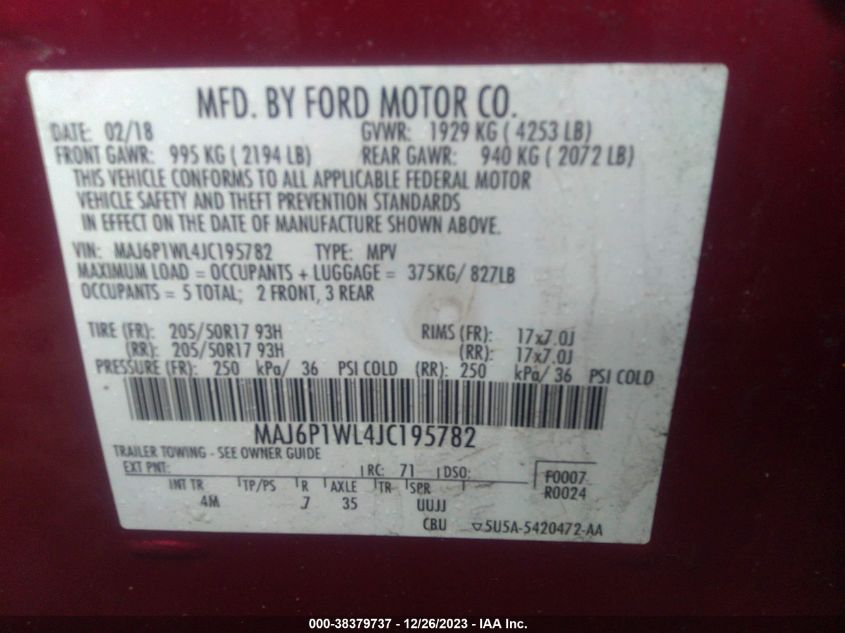 MFD. BY FORD MOTOR CO.
DATE: 02/18 GVWR: 1929 KG ( 4253 LB)
FRONT GAWR: 995 KG ( 2194 LB) REAR GAWR: 940 KG ( 2072 LB)
THIS VEHICLE CONFORMS TO ALL APPLICABLE FEDERAL MOTOR
VEHICLE SAFETY AND THEFT PREVENTION STANDARDS
IN EFFECT ON THE DATE OF MANUFACTURE SHOWN ABOVE.
VIN: MAJ6P1WL4JC195782 TYPE: MPV
MAXIMUM LOAD = OCCUPANTS + LUGGAGE = 375KG/ 827LB
OCCUPANTS = 5 TOTAL; 2 FRONT, 3 REAR
TIRE (FR): 205/50R17 93H RIMS (FR): 17x7.0J
(RR): 205/50R17 93H (RR): 17x7.0J
PRESSURE (FR): 250 kPa/ 36 PSI COLD (RR): 250 kPa/ 36 PSI COLD
MAJ6P1WL4JC195782
TRAILER TOWING - SEE OWNER GUIDE
EXT PNT: RC: 71 DSO: F0007
R0024
INT TR TP/PS R AXLE TR SPR
4M .7 35 UUJJ
CBU 5U5A-5420472-AA
000-38379737 - 12/26/2023 - IAA Inc.